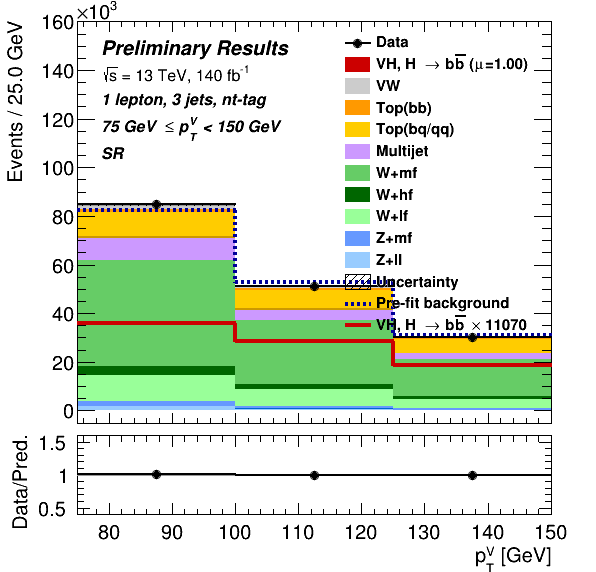 Events / 25.0 GeV
×10³
160
140
120
100
80
60
40
20
0
Preliminary Results
√s = 13 TeV, 140 fb⁻¹
1 lepton, 3 jets, nt-tag
75 GeV ≤ p_T^V < 150 GeV
SR
Data
VH, H → bb̅ (μ=1.00)
VW
Top(bb)
Top(bq/qq)
Multijet
W+mf
W+hf
W+lf
Z+mf
Z+ll
Uncertainty
Pre-fit background
VH, H → bb̅ ×11070
Data/Pred.
1.5
1
0.5
80 90 100 110 120 130 140 150
p_T^V [GeV]